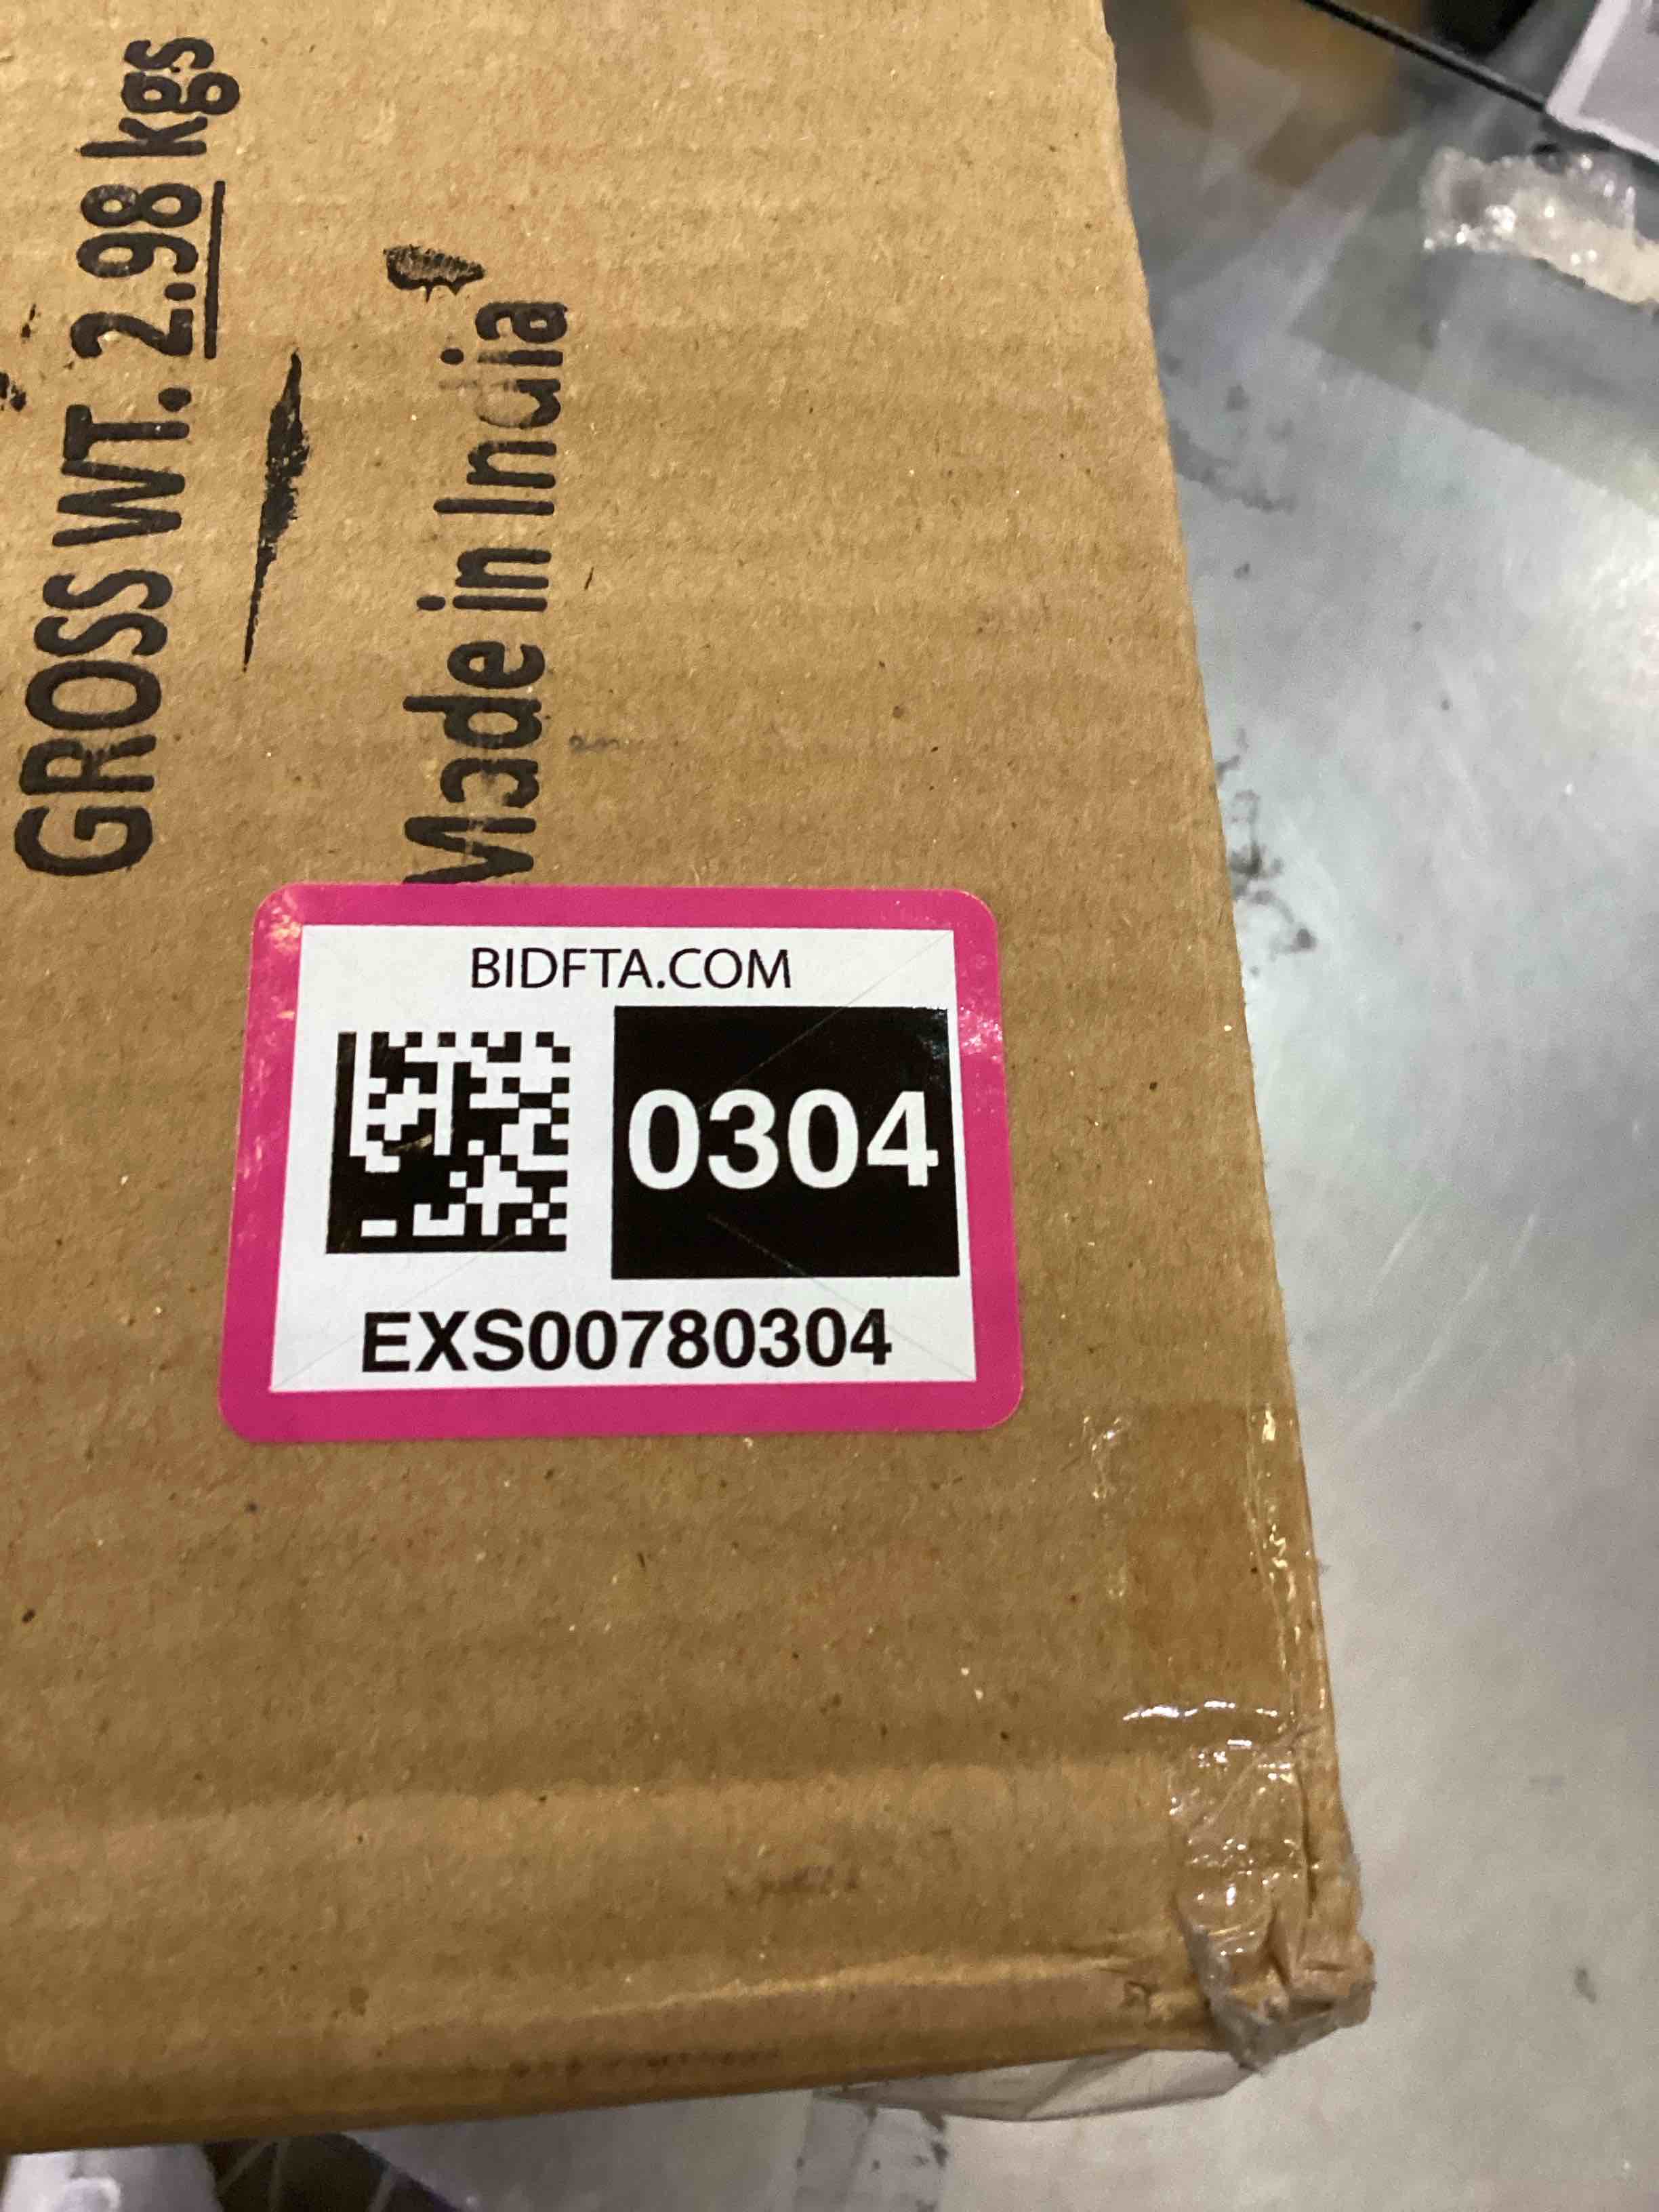 GROSS WT. 2.98 kgs
Made in India
BIDFTA.COM
0304
EXS00780304